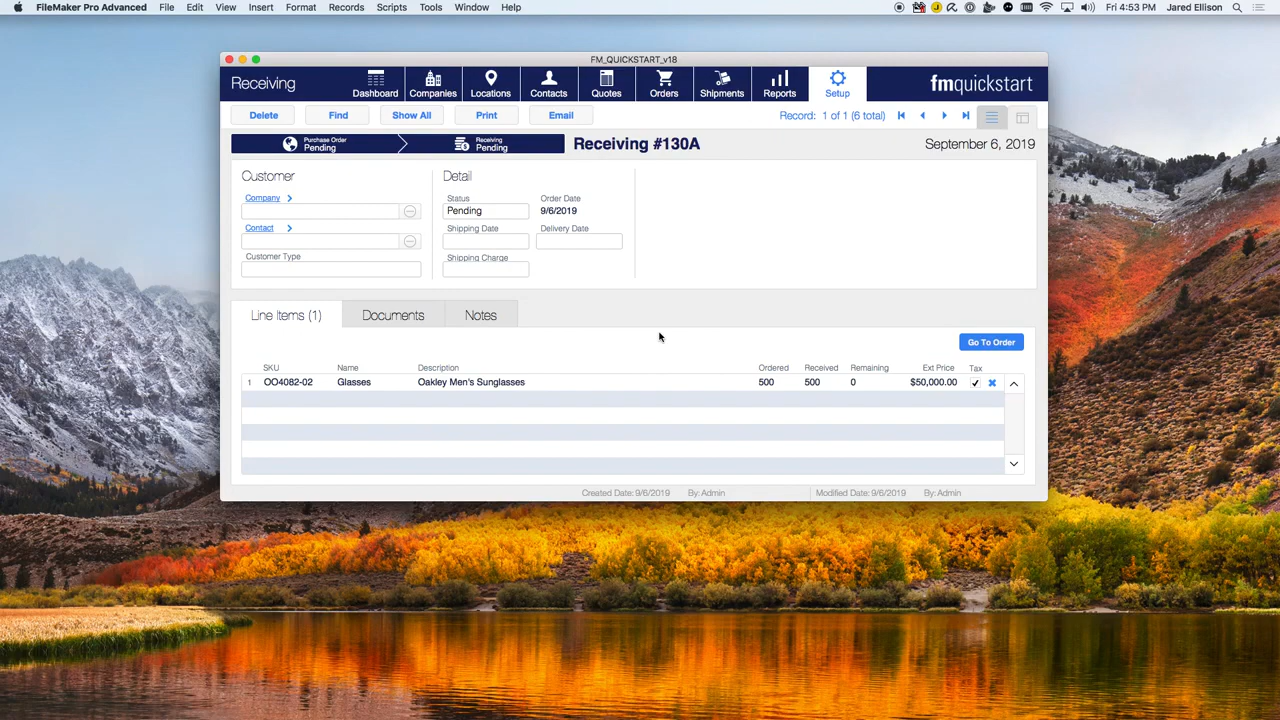 FileMaker Pro Advanced File Edit View Insert Format Records Scripts Tools Window Help Fri 4:53 PM Jared Ellison
FM_QUICKSTART_v18
Receiving Dashboard Companies Locations Contacts Quotes Orders Shipments Reports Setup fmquickstart
Delete Find Show All Print Email Record: 1 of 1 (6 total)
Purchase Order Receiving
Pending Pending Receiving #130A September 6, 2019
Customer Detail
Company Status Order Date
Pending 9/6/2019
Contact Shipping Date Delivery Date
Customer Type Shipping Charge
Line Items (1) Documents Notes
Go To Order
SKU Name Description Ordered Received Remaining Ext Price Tax
1 OO4082-02 Glasses Oakley Men's Sunglasses 500 500 0 $50,000.00
Created Date: 9/6/2019 By: Admin Modified Date: 9/6/2019 By: Admin